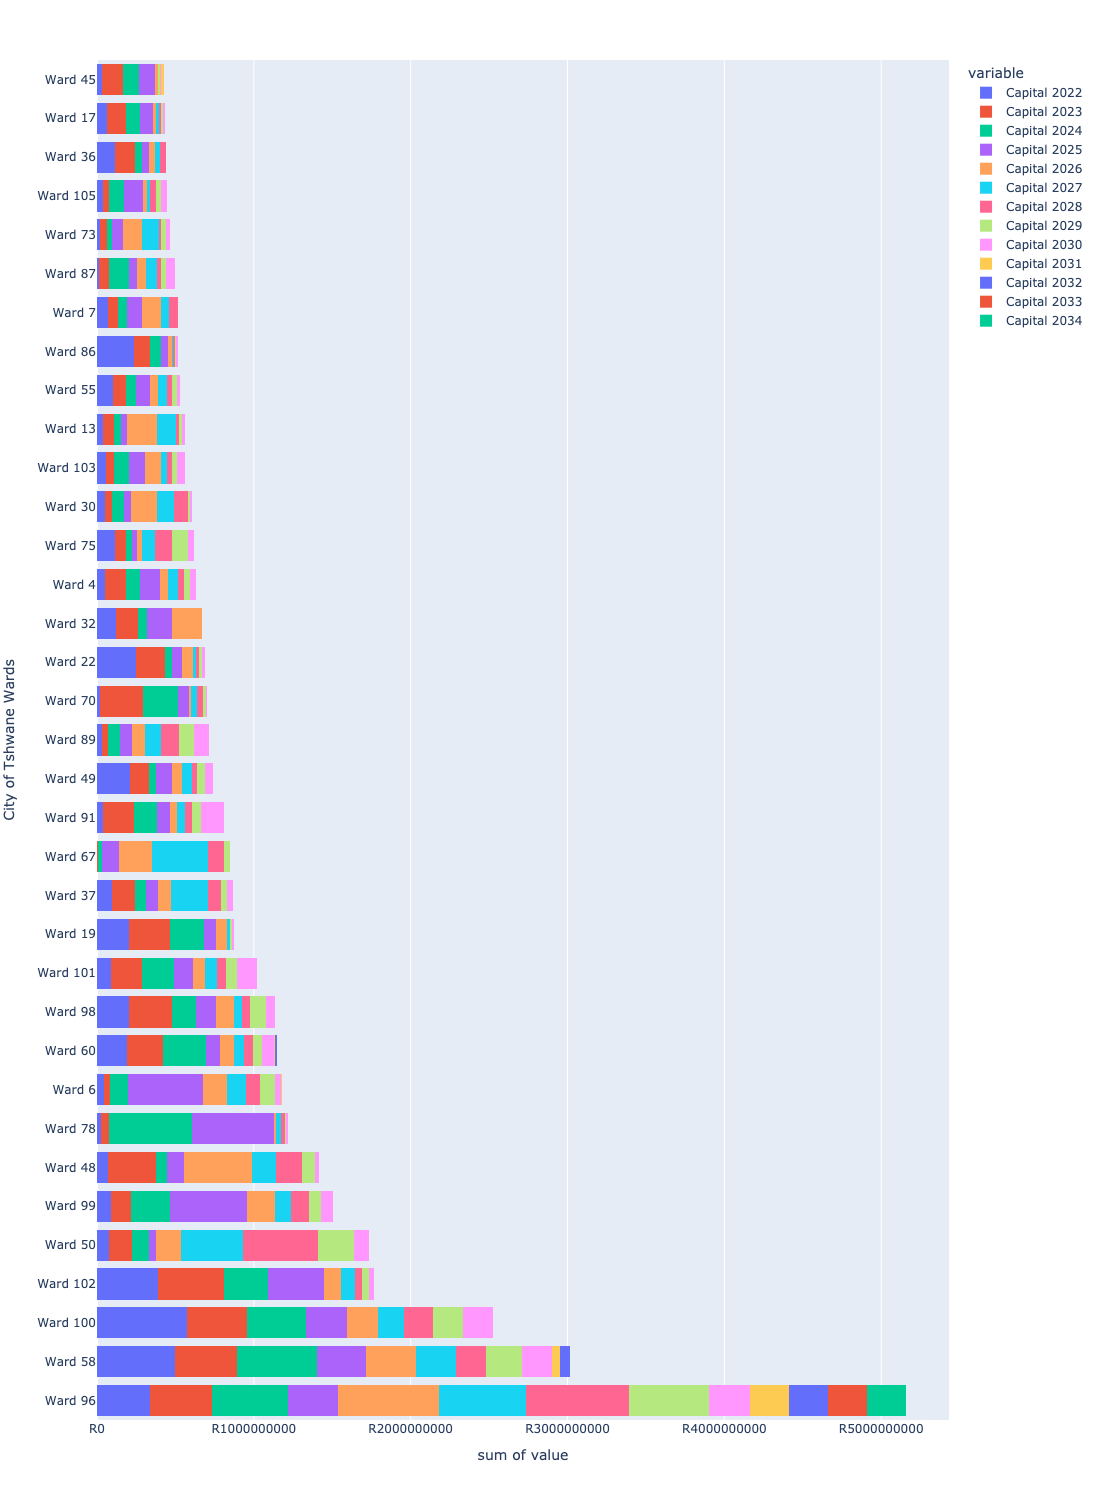 variable
Capital 2022
Capital 2023
Capital 2024
Capital 2025
Capital 2026
Capital 2027
Capital 2028
Capital 2029
Capital 2030
Capital 2031
Capital 2032
Capital 2033
Capital 2034
City of Tshwane Wards
Ward 45
Ward 17
Ward 36
Ward 105
Ward 73
Ward 87
Ward 7
Ward 86
Ward 55
Ward 13
Ward 103
Ward 30
Ward 75
Ward 4
Ward 32
Ward 22
Ward 70
Ward 89
Ward 49
Ward 91
Ward 67
Ward 37
Ward 19
Ward 101
Ward 98
Ward 60
Ward 6
Ward 78
Ward 48
Ward 99
Ward 50
Ward 102
Ward 100
Ward 58
Ward 96
R0 R1000000000 R2000000000 R3000000000 R4000000000 R5000000000
sum of value